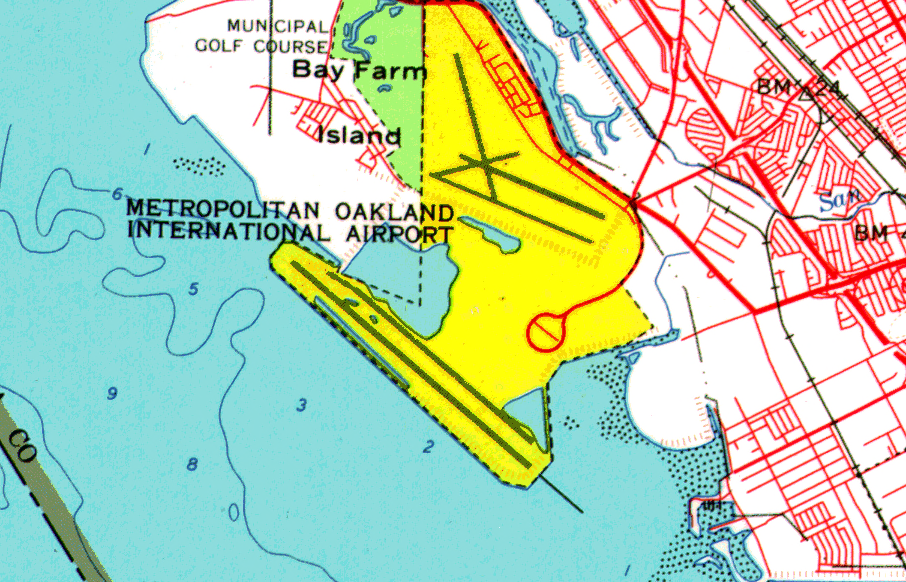 MUNICIPAL
GOLF COURSE
Bay Farm
BM 24
Island
6
San
METROPOLITAN OAKLAND
INTERNATIONAL AIRPORT
BM 4
5
9
3
CO
2
8